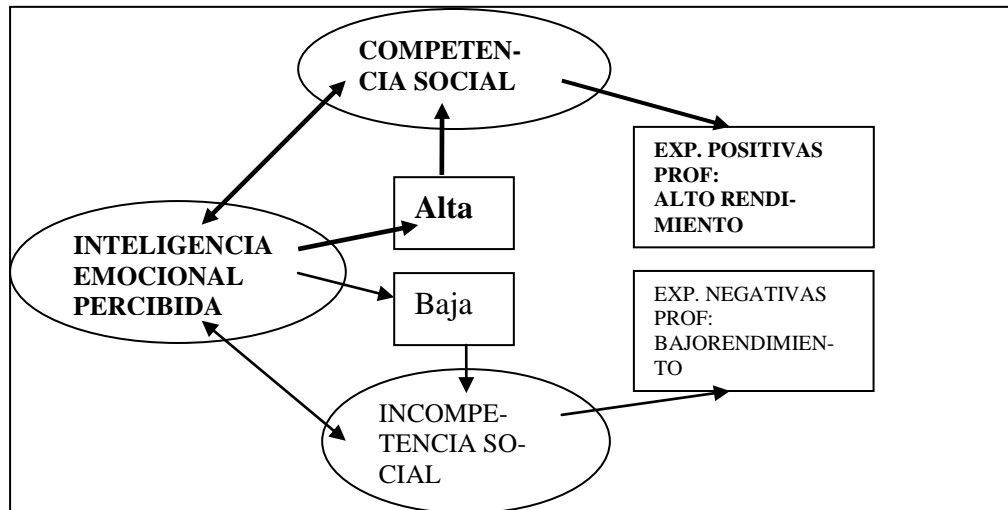 COMPETEN-
CIA SOCIAL
EXP. POSITIVAS
PROF:
ALTO RENDI-
MIENTO
Alta
INTELIGENCIA
EMOCIONAL
PERCIBIDA
Baja
EXP. NEGATIVAS
PROF:
BAJORENDIMIEN-
TO
INCOMPE-
TENCIA SO-
CIAL